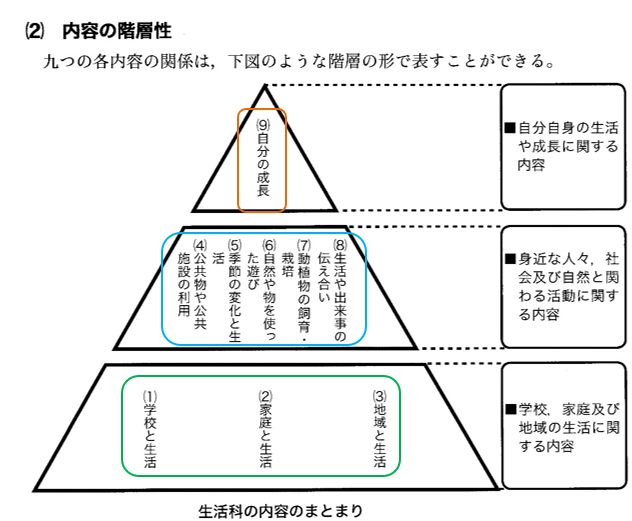 ⑵ 内容の階層性
九つの各内容の関係は，下図のような階層の形で表すことができる。
⑼自分の成長
■自分自身の生活
や成長に関する
内容
⑻生活や出来事の
伝え合い
⑺動植物の飼育・
栽培
⑹自然や物を使っ
た遊び
⑸季節の変化と生
活
⑷公共物や公共
施設の利用
■身近な人々，社
会及び自然と関
わる活動に関す
る内容
⑴学校と生活
⑵家庭と生活
⑶地域と生活
■学校，家庭及び
地域の生活に関
する内容
生活科の内容のまとまり